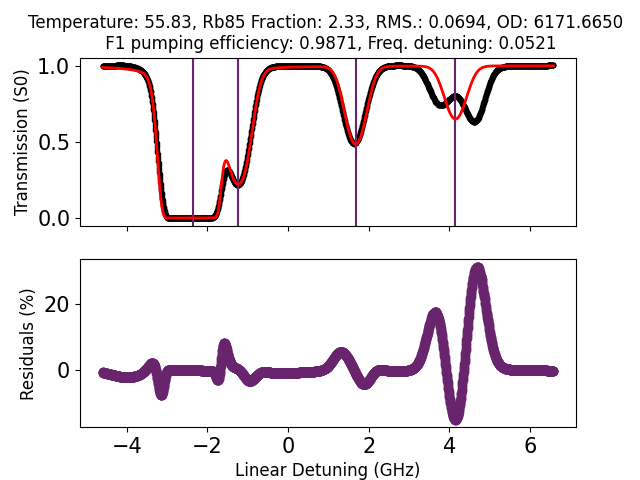 Temperature: 55.83, Rb85 Fraction: 2.33, RMS.: 0.0694, OD: 6171.6650
F1 pumping efficiency: 0.9871, Freq. detuning: 0.0521
Transmission (S0)
1.0
0.5
0.0
Residuals (%)
20
0
−4 −2 0 2 4 6
Linear Detuning (GHz)